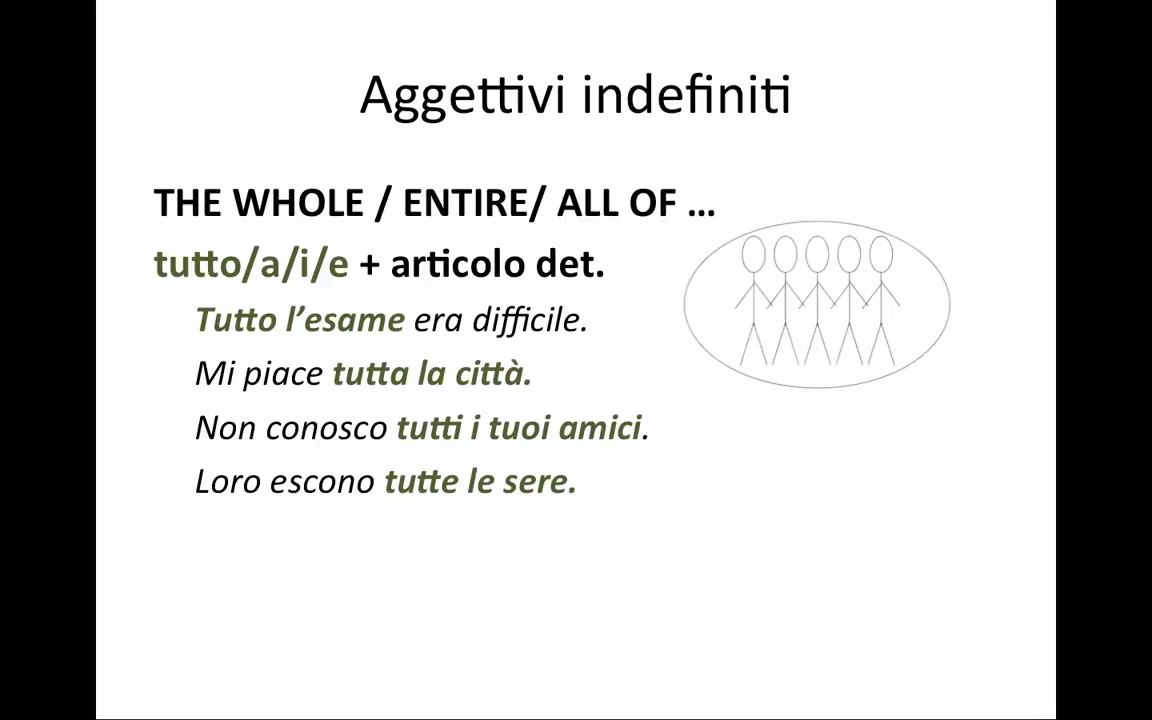 Aggettivi indefiniti
THE WHOLE / ENTIRE/ ALL OF …
tutto/a/i/e + articolo det.
Tutto l’esame era difficile.
Mi piace tutta la città.
Non conosco tutti i tuoi amici.
Loro escono tutte le sere.